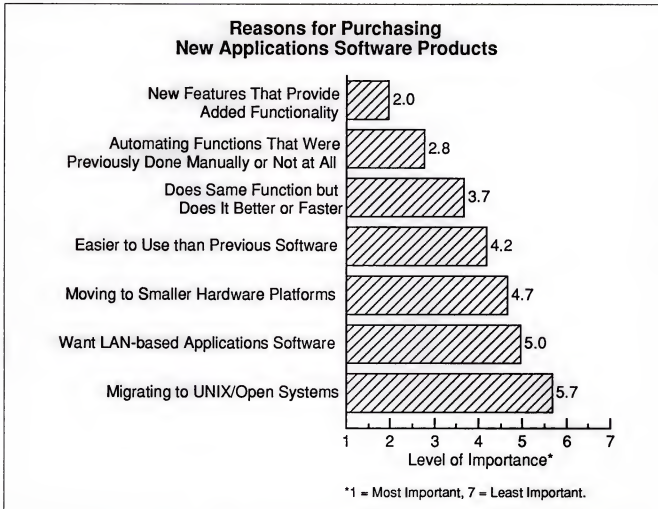 Reasons for Purchasing
New Applications Software Products
New Features That Provide
Added Functionality
2.0
Automating Functions That Were
Previously Done Manually or Not at All
2.8
Does Same Function but
Does It Better or Faster
3.7
Easier to Use than Previous Software
4.2
Moving to Smaller Hardware Platforms
4.7
Want LAN-based Applications Software
5.0
Migrating to UNIX/Open Systems
5.7
1 2 3 4 5 6 7
Level of Importance*
*1 = Most Important, 7 = Least Important.